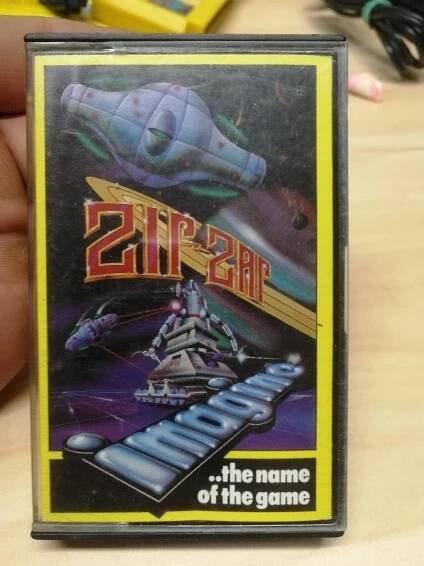 ZIP-ZAP
imagine
..the name
of the game